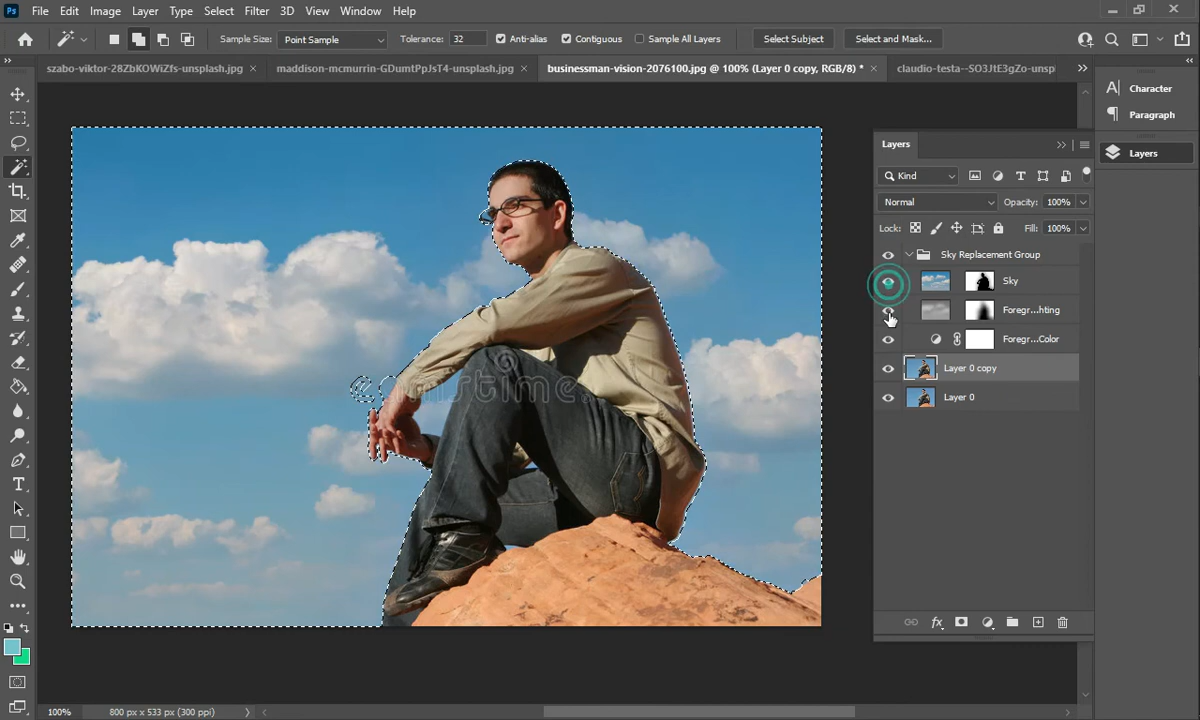 Ps File Edit Image Layer Type Select Filter 3D View Window Help
Sample Size: Point Sample Tolerance: 32 Anti-alias Contiguous Sample All Layers Select Subject Select and Mask...
szabo-viktor-28ZbKOWiZfs-unsplash.jpg × maddison-mcmurrin-GDumtPpJsT4-unsplash.jpg × businessman-vision-2076100.jpg @ 100% (Layer 0 copy, RGB/8) * × claudio-testa--SO3JtE3gZo-unspl
Character
Paragraph
Layers
Layers
Kind
Normal Opacity: 100%
Lock: Fill: 100%
Sky Replacement Group
Sky
Foregr...hting
Foregr...Color
Layer 0 copy
Layer 0
100% 800 px x 533 px (300 ppi)